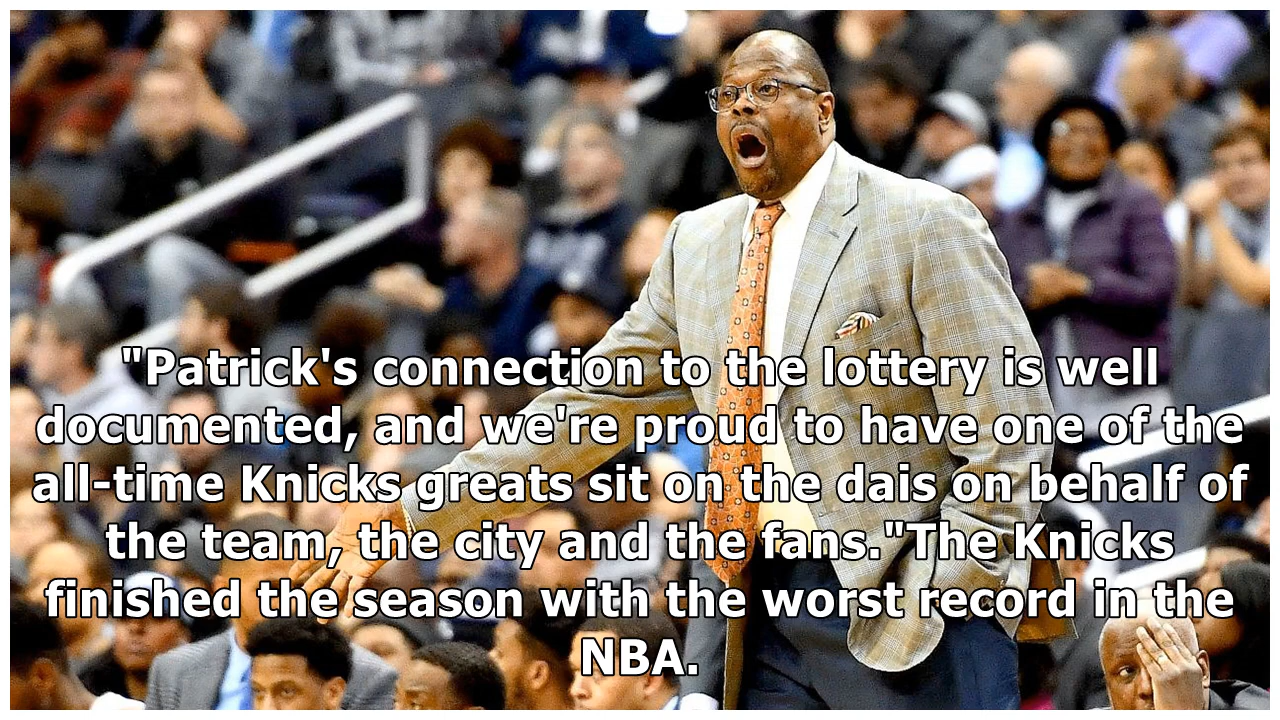 "Patrick's connection to the lottery is well
documented, and we're proud to have one of the
all-time Knicks greats sit on the dais on behalf of
the team, the city and the fans."The Knicks
finished the season with the worst record in the
NBA.